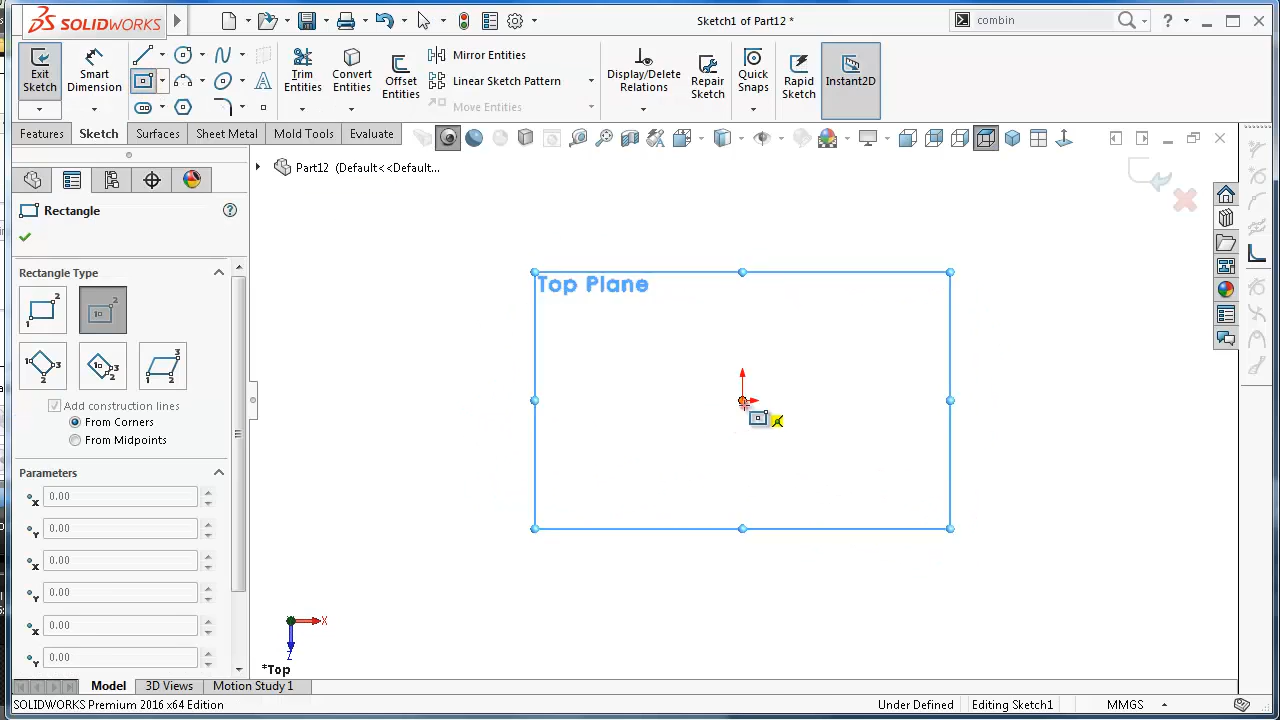 SOLIDWORKS
Sketch1 of Part12 *
combin
?
Exit Sketch
Smart Dimension
Trim Entities
Convert Entities
Offset Entities
Mirror Entities
Linear Sketch Pattern
Move Entities
Display/Delete Relations
Repair Sketch
Quick Snaps
Rapid Sketch
Instant2D
Features
Sketch
Surfaces
Sheet Metal
Mold Tools
Evaluate
Part12 (Default<<Default...
Rectangle
?
Rectangle Type
Add construction lines
From Corners
From Midpoints
Parameters
X 0.00
Y 0.00
X 0.00
Y 0.00
X 0.00
Y 0.00
Top Plane
X
Z
*Top
Model
3D Views
Motion Study 1
SOLIDWORKS Premium 2016 x64 Edition
Under Defined
Editing Sketch1
MMGS